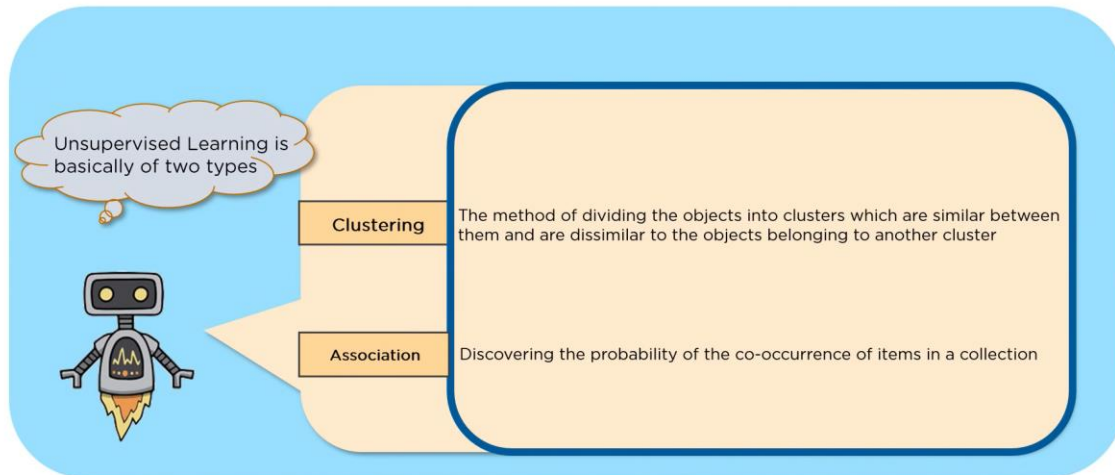 Unsupervised Learning is
basically of two types
Clustering
The method of dividing the objects into clusters which are similar between
them and are dissimilar to the objects belonging to another cluster
Association
Discovering the probability of the co-occurrence of items in a collection